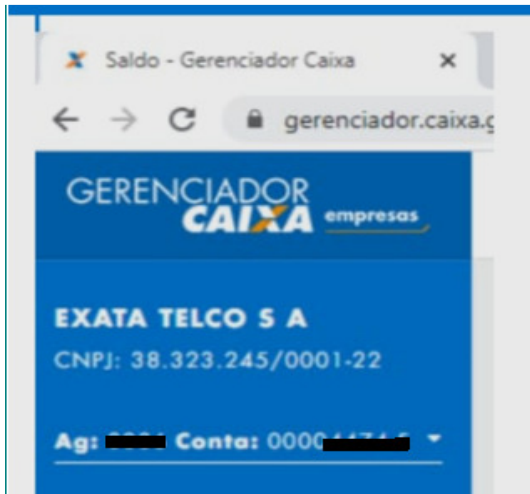 Saldo - Gerenciador Caixa
gerenciador.caixa.g
GERENCIADOR
CAIXA empresas
EXATA TELCO S A
CNPJ: 38.323.245/0001-22
Ag: Conta: 0000